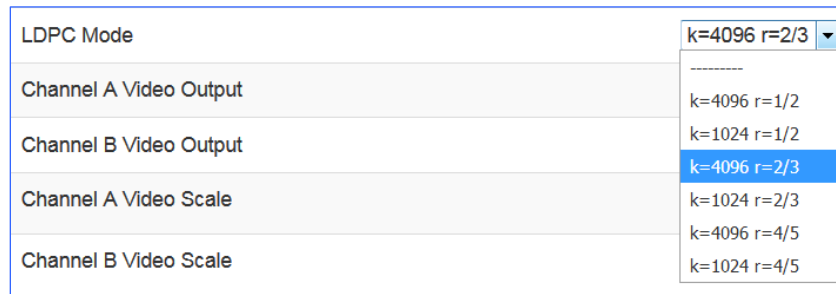 LDPC Mode k=4096 r=2/3
---------
Channel A Video Output k=4096 r=1/2
k=1024 r=1/2
Channel B Video Output
k=4096 r=2/3
Channel A Video Scale k=1024 r=2/3
k=4096 r=4/5
Channel B Video Scale k=1024 r=4/5